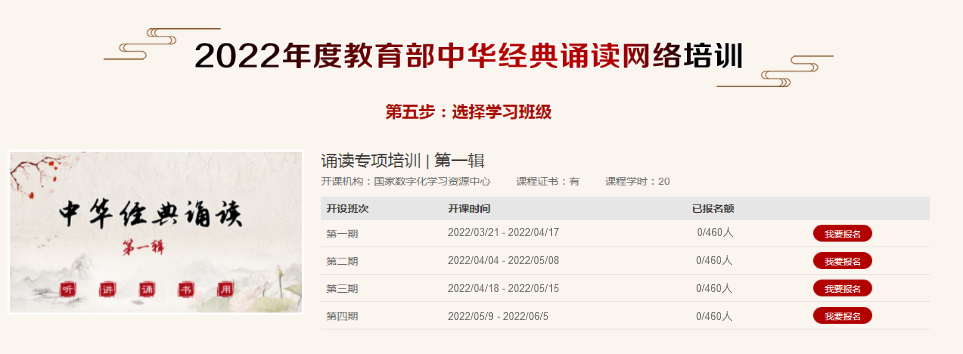 2022年度教育部中华经典诵读网络培训
第五步：选择学习班级
中华经典诵读
第一辑
听 讲 诵 书 用
诵读专项培训 | 第一辑
开课机构：国家数字化学习资源中心 课程证书：有 课程学时：20
开设班次 开课时间 已报名额
第一期 2022/03/21 - 2022/04/17 0/460人 我要报名
第二期 2022/04/04 - 2022/05/08 0/460人 我要报名
第三期 2022/04/18 - 2022/05/15 0/460人 我要报名
第四期 2022/05/9 - 2022/06/5 0/460人 我要报名